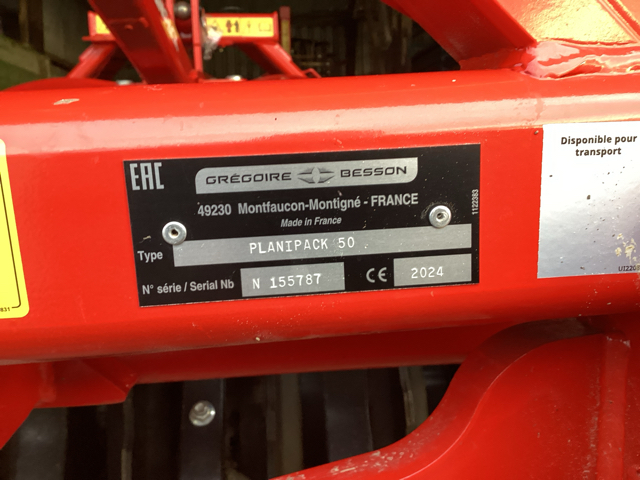 EAC
GRÉGOIRE BESSON
49230 Montfaucon-Montigné - FRANCE
Made in France
Type PLANIPACK 50
N° série / Serial Nb N 155787 CE 2024
1122383
Disponible pour
transport